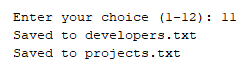 Enter your choice (1-12): 11
Saved to developers.txt
Saved to projects.txt